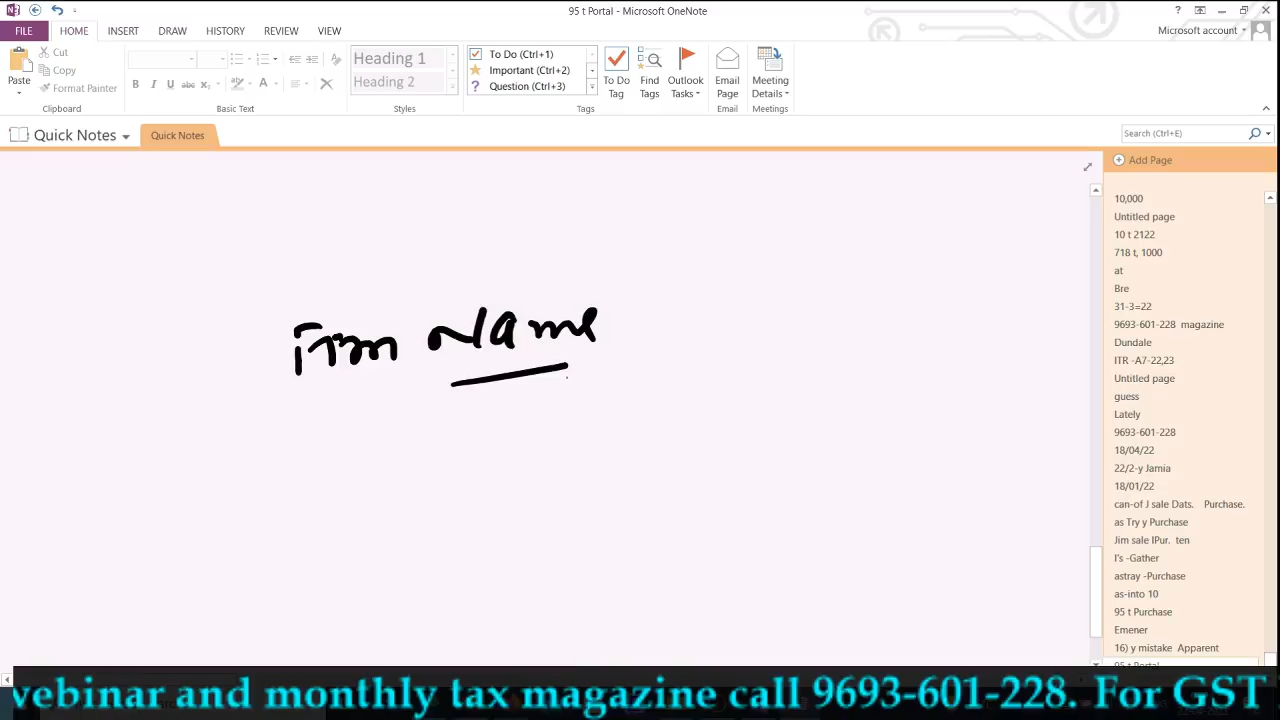 95 t Portal - Microsoft OneNote
?
FILE HOME INSERT DRAW HISTORY REVIEW VIEW
Microsoft account
Paste
Cut
Copy
Format Painter
Clipboard
B I U abc X₂ A
Basic Text
Heading 1
Heading 2
Styles
To Do (Ctrl+1)
Important (Ctrl+2)
Question (Ctrl+3)
To Do Tag
Find Tags
Outlook Tasks
Tags
Email Page
Email
Meeting Details
Meetings
Quick Notes
Quick Notes
Search (Ctrl+E)
Add Page
10,000
Untitled page
10 t 2122
718 t, 1000
at
Bre
31-3=22
9693-601-228 magazine
Dundale
ITR -A7-22,23
Untitled page
guess
Lately
9693-601-228
18/04/22
22/2-y Jamia
18/01/22
can-of J sale Dats. Purchase.
as Try y Purchase
Jim sale IPur. ten
I's -Gather
astray -Purchase
as-into 10
95 t Purchase
Emener
16) y mistake Apparent
95 t Portal
Firm Name
vebinar and monthly tax magazine call 9693-601-228. For GST